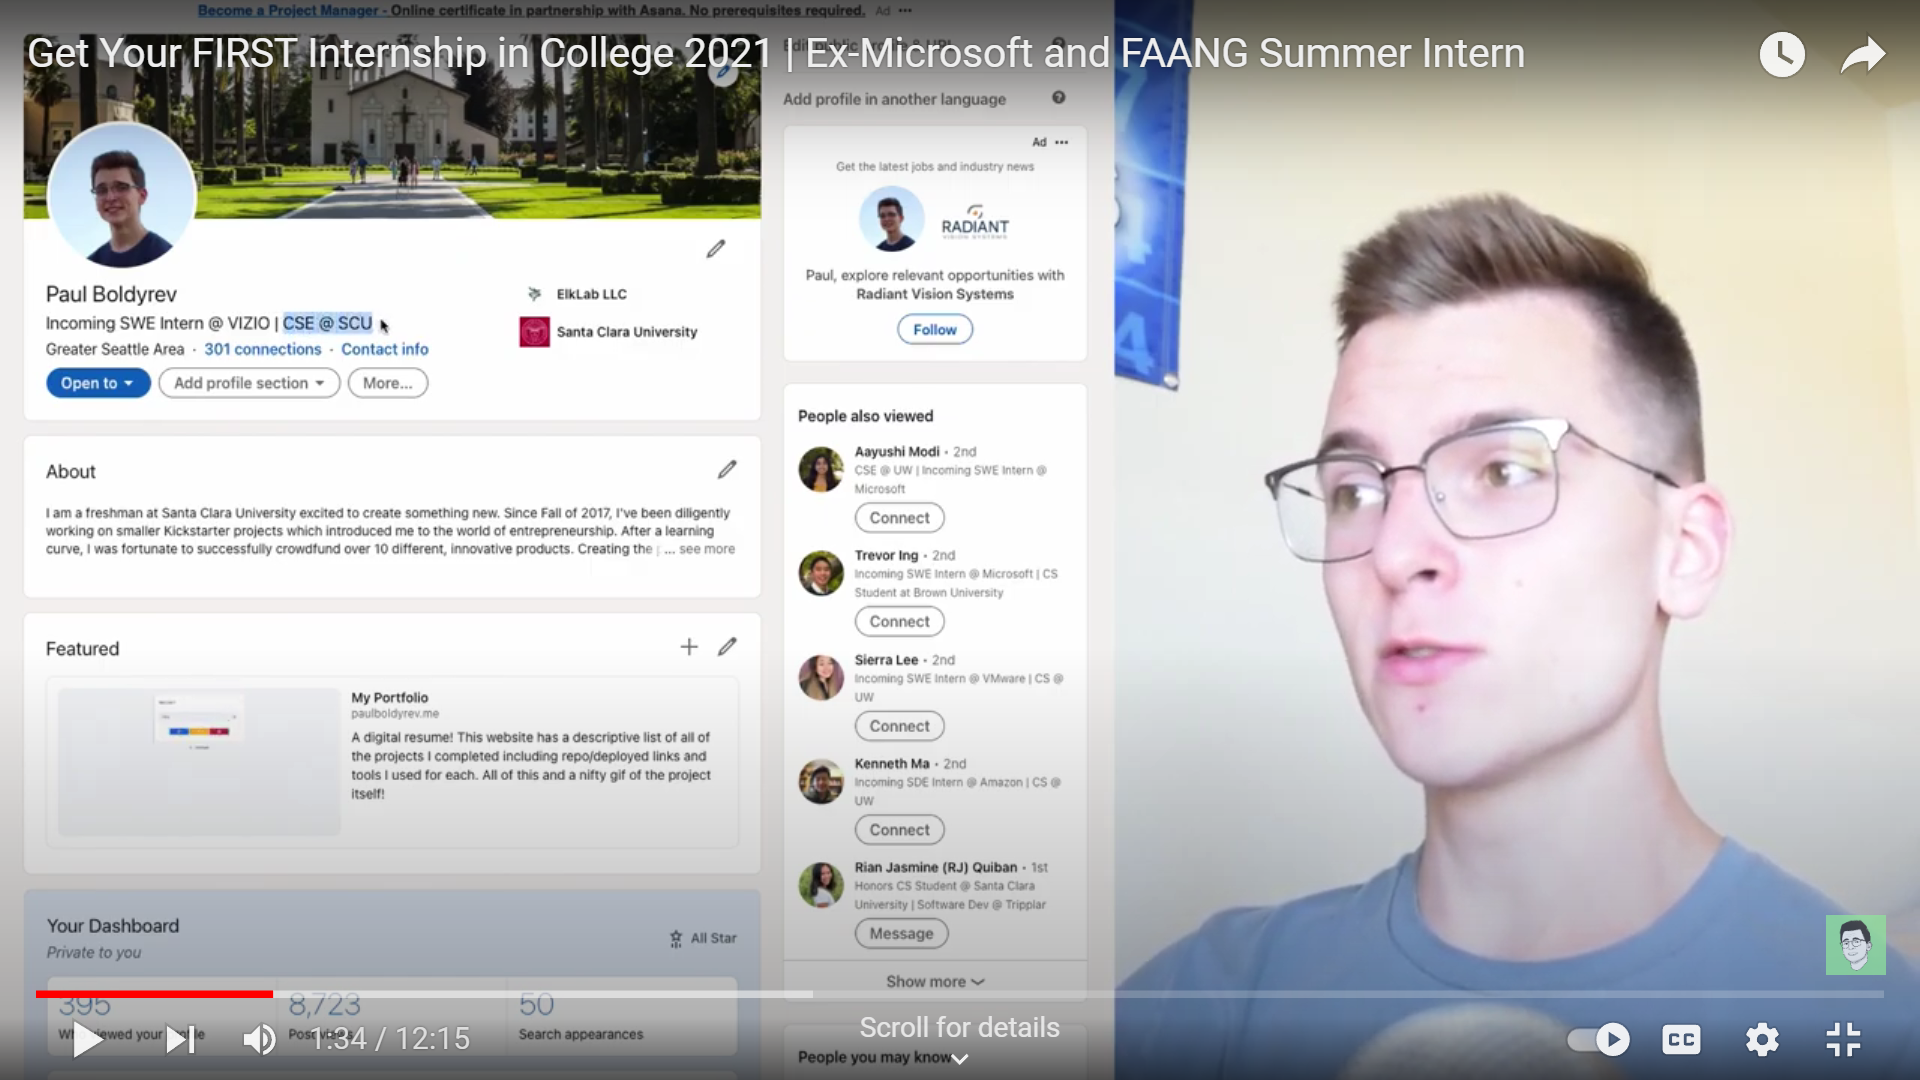 Become a Project Manager - Online certificate in partnership with Asana. No prerequisites required. Ad
Get Your FIRST Internship in College 2021 | Ex-Microsoft and FAANG Summer Intern
Paul Boldyrev
Incoming SWE Intern @ VIZIO | CSE @ SCU
Greater Seattle Area · 301 connections · Contact info
Open to
Add profile section
More...
ElkLab LLC
Santa Clara University
About
I am a freshman at Santa Clara University excited to create something new. Since Fall of 2017, I've been diligently
working on smaller Kickstarter projects which introduced me to the world of entrepreneurship. After a learning
curve, I was fortunate to successfully crowdfund over 10 different, innovative products. Creating the ... see more
Featured
My Portfolio
paulboldyrev.me
A digital resume! This website has a descriptive list of all of
the projects I completed including repo/deployed links and
tools I used for each. All of this and a nifty gif of the project
itself!
Your Dashboard
Private to you
All Star
395
8,723
50
Search appearances
Add profile in another language
Ad
Get the latest jobs and industry news
RADIANT
VISION SYSTEMS
Paul, explore relevant opportunities with
Radiant Vision Systems
Follow
People also viewed
Aayushi Modi · 2nd
CSE @ UW | Incoming SWE Intern @
Microsoft
Connect
Trevor Ing · 2nd
Incoming SWE Intern @ Microsoft | CS
Student at Brown University
Connect
Sierra Lee · 2nd
Incoming SWE Intern @ VMware | CS @
UW
Connect
Kenneth Ma · 2nd
Incoming SDE Intern @ Amazon | CS @
UW
Connect
Rian Jasmine (RJ) Quiban · 1st
Honors CS Student @ Santa Clara
University | Software Dev @ Tripplar
Message
Show more
People you may know
1:34 / 12:15
Scroll for details
CC
4